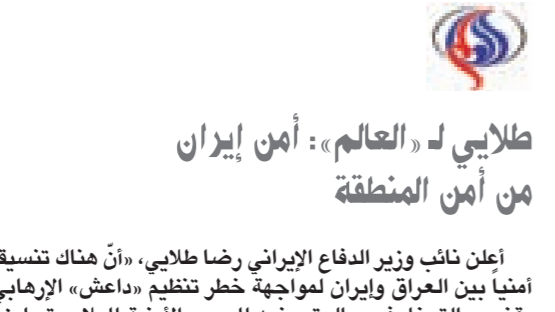 طلايي لـ «العالم»: أمن إيران
من أمن المنطقة
أعلن نائب وزير الدفاع الإيراني رضا طلايي، «أنّ هناك تنسيقا
أمنياً بين العراق وإيران لمواجهة خطر تنظيم «داعش» الإرهابي